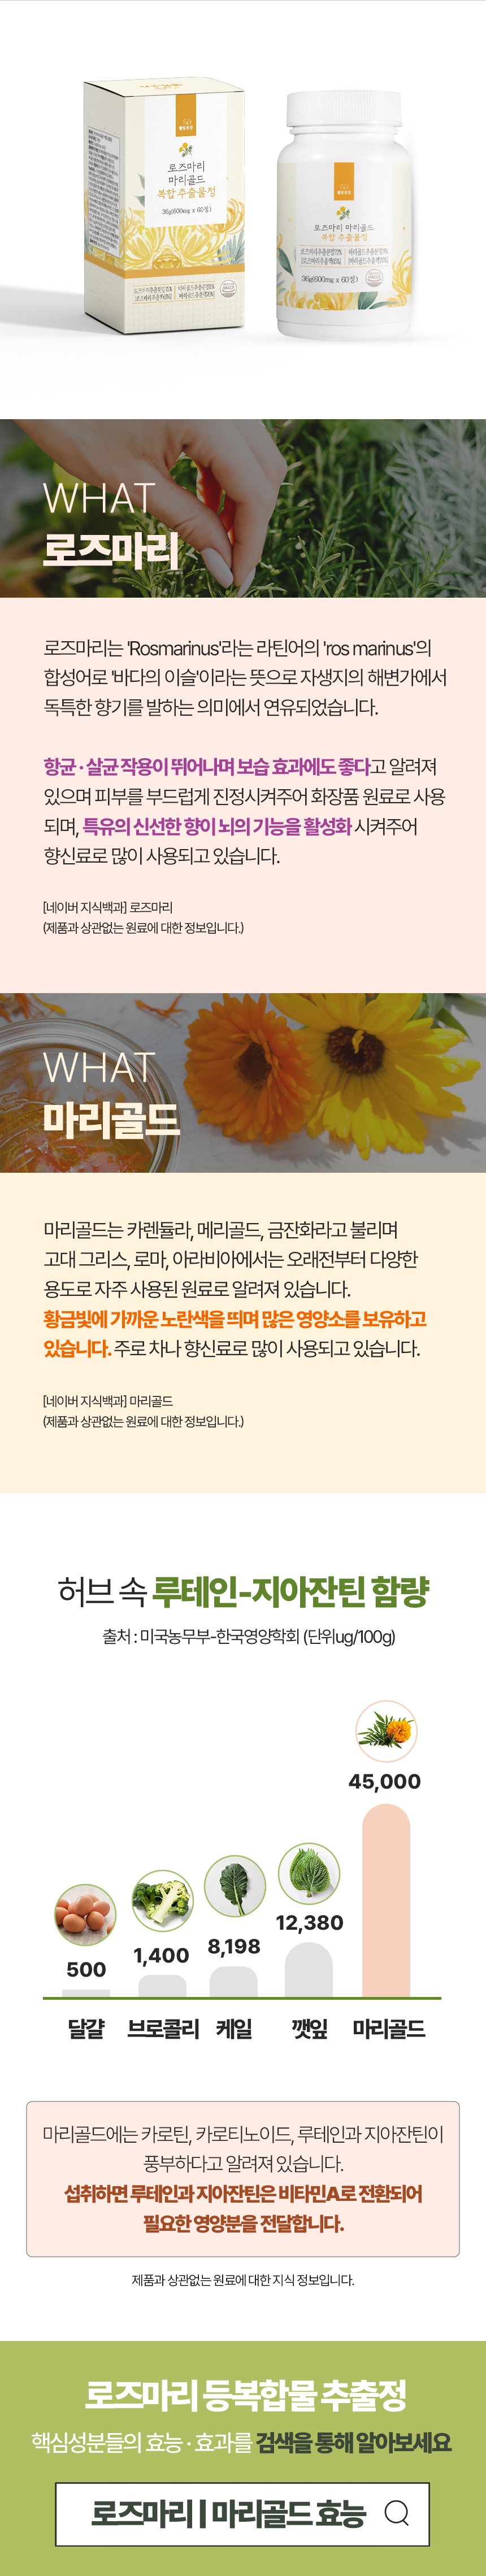 로즈마리
마리골드
복합 추출물정
36g(600mg x 60정)
로즈마리 마리골드
복합 추출물정
36g(600mg x 60정)
WHAT
로즈마리
로즈마리는 'Rosmarinus'라는 라틴어의 'ros marinus'의
합성어로 '바다의 이슬'이라는 뜻으로 자생지의 해변가에서
독특한 향기를 발하는 의미에서 연유되었습니다.
항균·살균 작용이 뛰어나며 보습 효과에도 좋다고 알려져
있으며 피부를 부드럽게 진정시켜주어 화장품 원료로 사용
되며, 특유의 신선한 향이 뇌의 기능을 활성화 시켜주어
향신료로 많이 사용되고 있습니다.
[네이버 지식백과] 로즈마리
(제품과 상관없는 원료에 대한 정보입니다.)
WHAT
마리골드
마리골드는 카렌듈라, 메리골드, 금잔화라고 불리며
고대 그리스, 로마, 아라비아에서는 오래전부터 다양한
용도로 자주 사용된 원료로 알려져 있습니다.
황금빛에 가까운 노란색을 띄며 많은 영양소를 보유하고
있습니다. 주로 차나 향신료로 많이 사용되고 있습니다.
[네이버 지식백과] 마리골드
(제품과 상관없는 원료에 대한 정보입니다.)
허브 속 루테인-지아잔틴 함량
출처 : 미국농무부-한국영양학회 (단위ug/100g)
45,000
12,380
8,198
1,400
500
달걀 브로콜리 케일 깻잎 마리골드
마리골드에는 카로틴, 카로티노이드, 루테인과 지아잔틴이
풍부하다고 알려져 있습니다.
섭취하면 루테인과 지아잔틴은 비타민A로 전환되어
필요한 영양분을 전달합니다.
제품과 상관없는 원료에 대한 지식 정보입니다.
로즈마리 등복합물 추출정
핵심성분들의 효능·효과를 검색을 통해 알아보세요
로즈마리 | 마리골드 효능